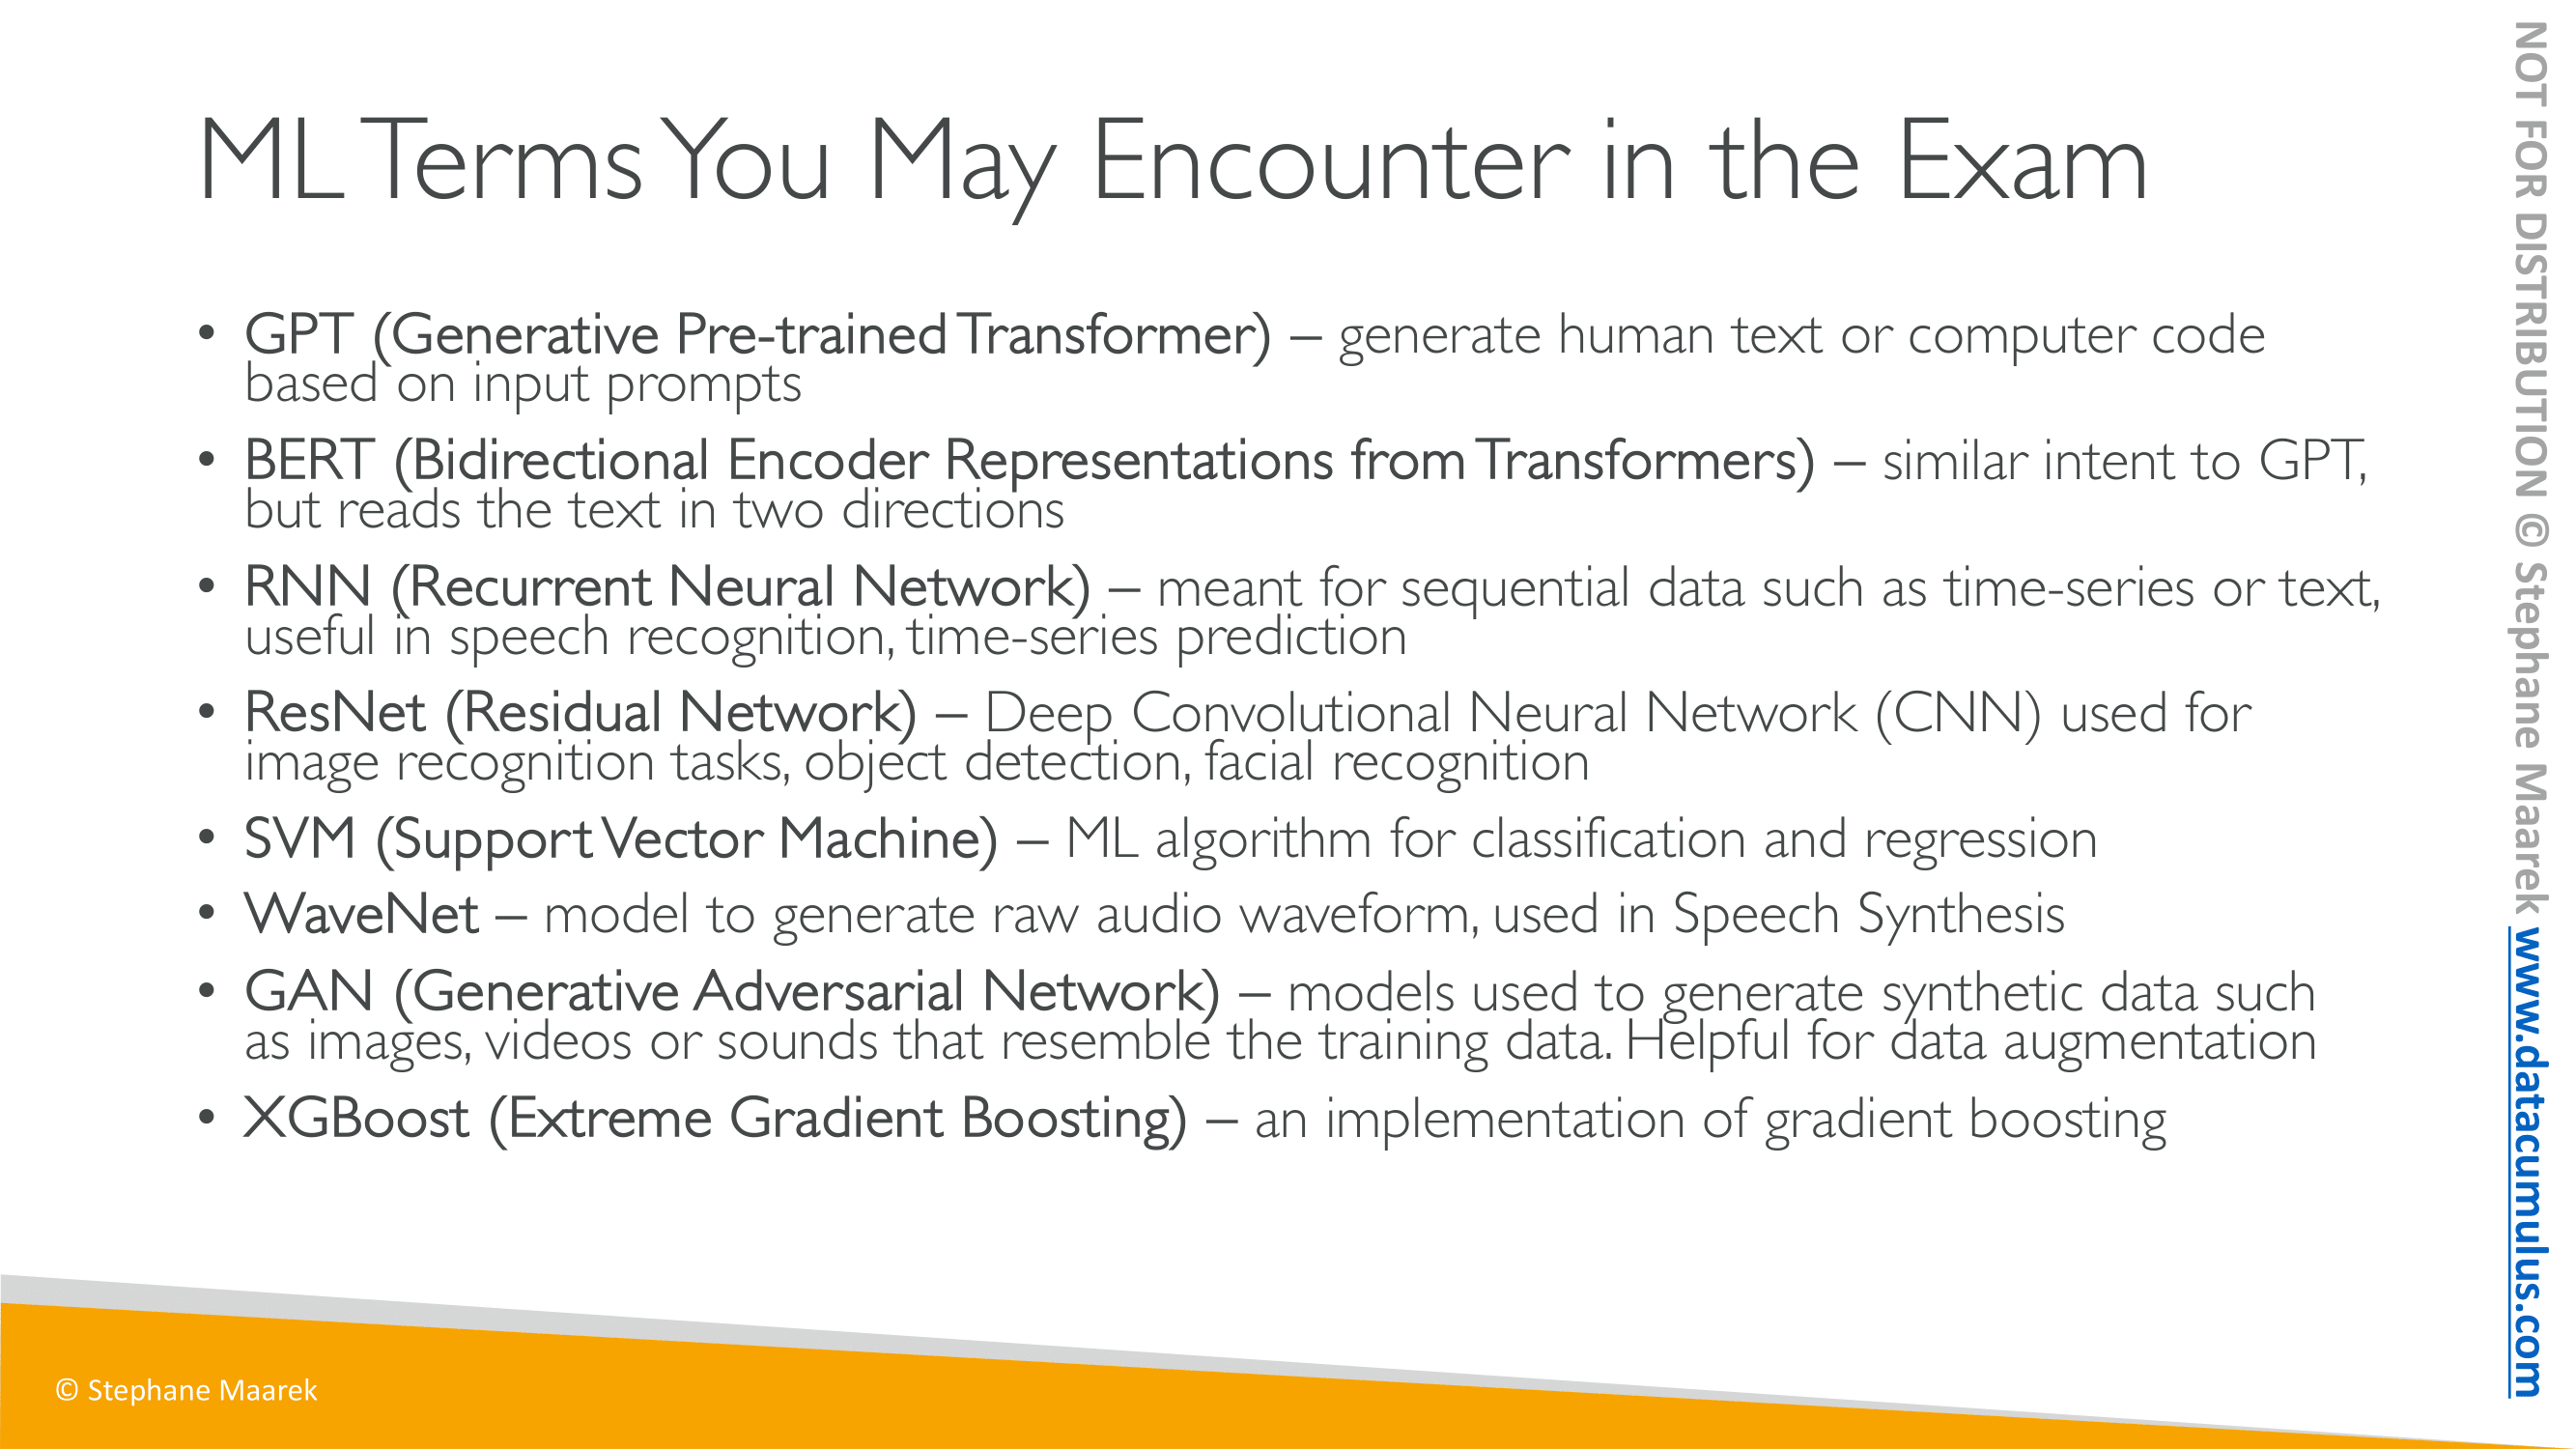 ML Terms You May Encounter in the Exam
• GPT (Generative Pre-trained Transformer) – generate human text or computer code
based on input prompts
• BERT (Bidirectional Encoder Representations from Transformers) – similar intent to GPT,
but reads the text in two directions
• RNN (Recurrent Neural Network) – meant for sequential data such as time-series or text,
useful in speech recognition, time-series prediction
• ResNet (Residual Network) – Deep Convolutional Neural Network (CNN) used for
image recognition tasks, object detection, facial recognition
• SVM (Support Vector Machine) – ML algorithm for classification and regression
• WaveNet – model to generate raw audio waveform, used in Speech Synthesis
• GAN (Generative Adversarial Network) – models used to generate synthetic data such
as images, videos or sounds that resemble the training data. Helpful for data augmentation
• XGBoost (Extreme Gradient Boosting) – an implementation of gradient boosting
© Stephane Maarek
NOT FOR DISTRIBUTION © Stephane Maarek www.datacumulus.com